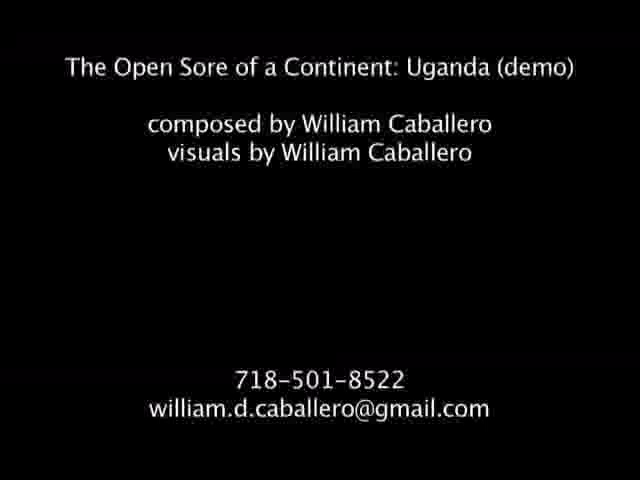 The Open Sore of a Continent: Uganda (demo)
composed by William Caballero
visuals by William Caballero
718-501-8522
william.d.caballero@gmail.com